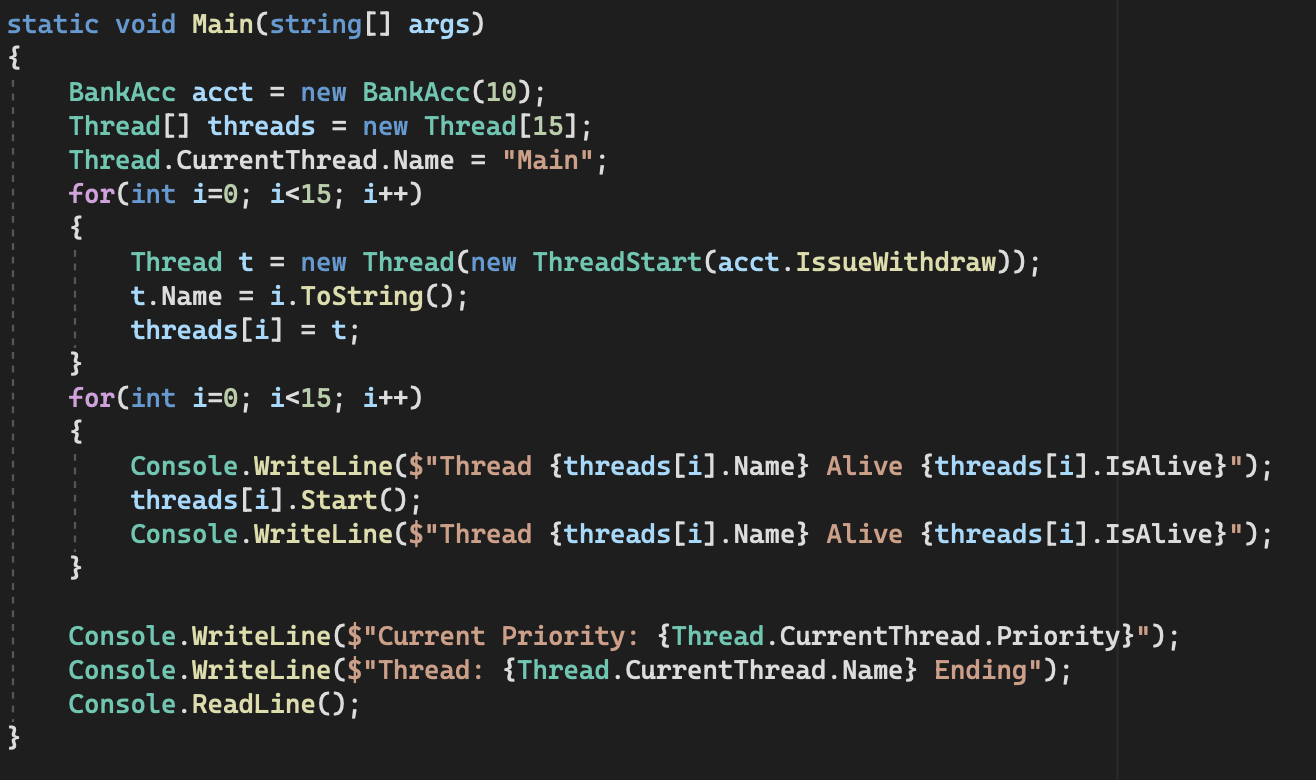 static void Main(string[] args)
{
    BankAcc acct = new BankAcc(10);
    Thread[] threads = new Thread[15];
    Thread.CurrentThread.Name = "Main";
    for(int i=0; i<15; i++)
    {
        Thread t = new Thread(new ThreadStart(acct.IssueWithdraw));
        t.Name = i.ToString();
        threads[i] = t;
    }
    for(int i=0; i<15; i++)
    {
        Console.WriteLine($"Thread {threads[i].Name} Alive {threads[i].IsAlive}");
        threads[i].Start();
        Console.WriteLine($"Thread {threads[i].Name} Alive {threads[i].IsAlive}");
    }

    Console.WriteLine($"Current Priority: {Thread.CurrentThread.Priority}");
    Console.WriteLine($"Thread: {Thread.CurrentThread.Name} Ending");
    Console.ReadLine();
}